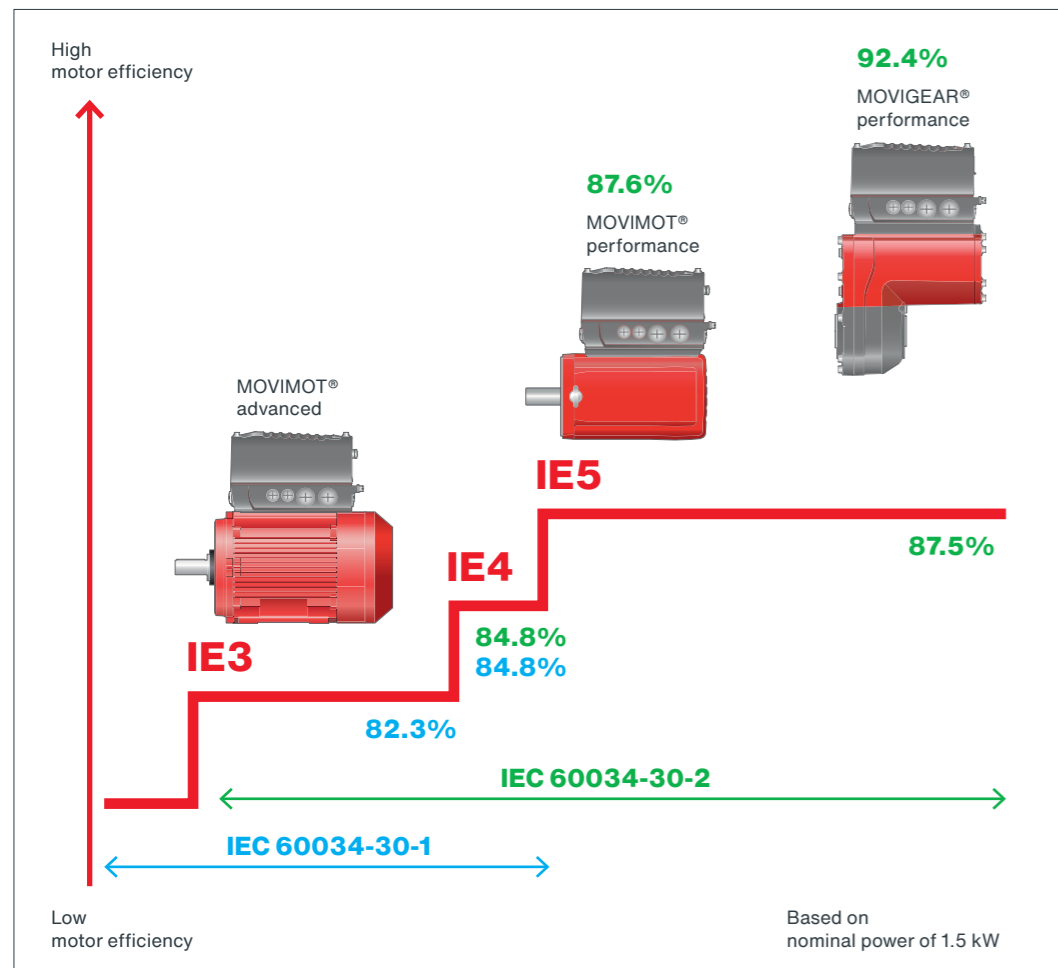 High
motor efficiency
92.4%
MOVIGEAR®
performance
87.6%
MOVIMOT®
performance
MOVIMOT®
advanced
IE5
87.5%
IE4
84.8%
84.8%
IE3
82.3%
IEC 60034-30-2
IEC 60034-30-1
Low
motor efficiency
Based on
nominal power of 1.5 kW